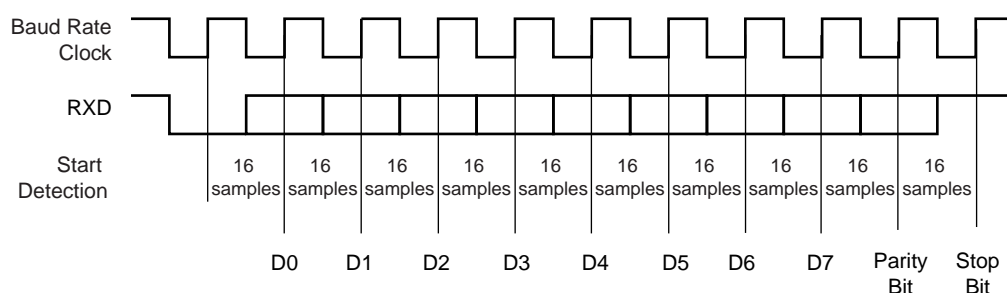 Baud Rate
Clock
RXD
Start
Detection
16 16 16 16 16 16 16 16 16 16
samples samples samples samples samples samples samples samples samples samples
D0 D1 D2 D3 D4 D5 D6 D7 Parity Stop
Bit Bit